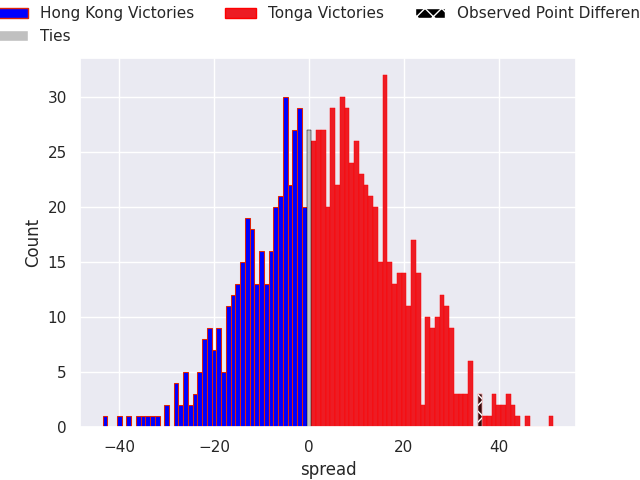 Hong Kong Victories
Tonga Victories
Observed Point Differen
Ties
30
25
20
15
10
5
0
Count
−40
−20
0
20
40
spread